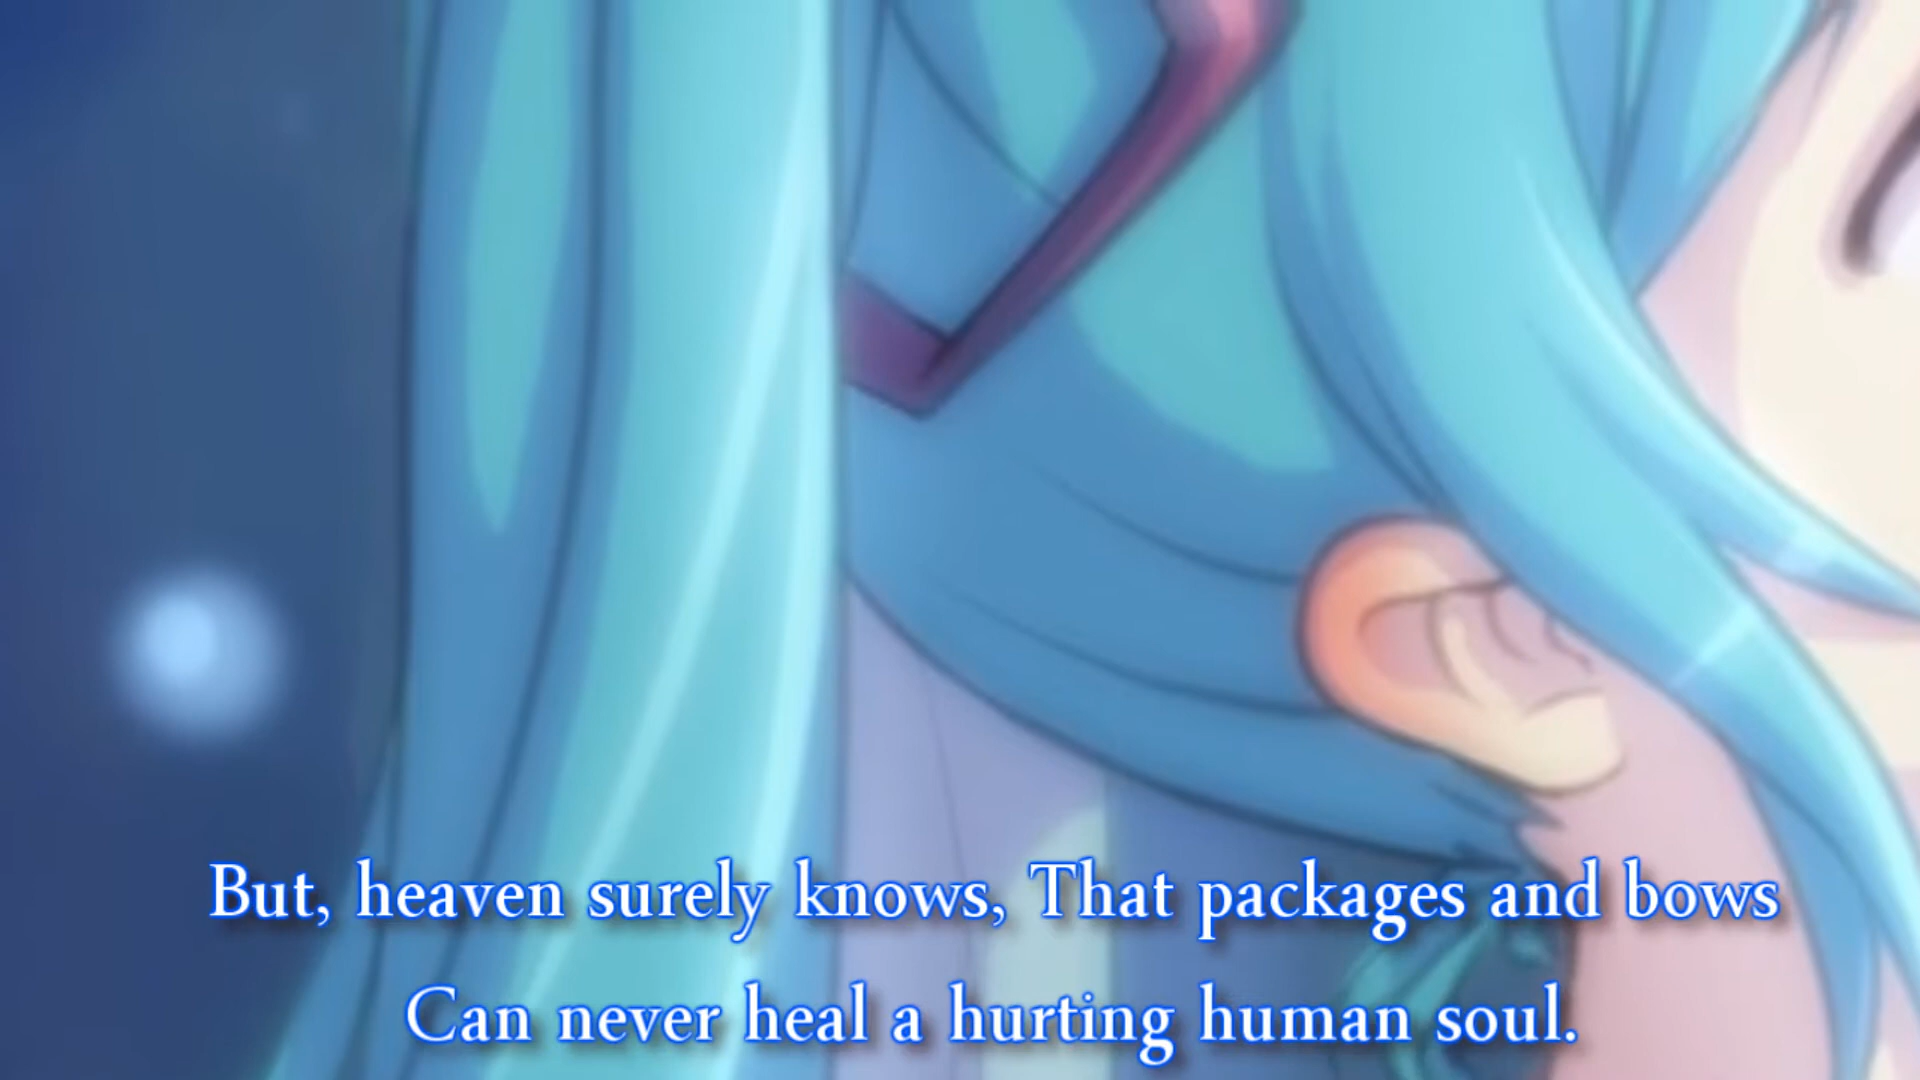 But, heaven surely knows, That packages and bows
Can never heal a hurting human soul.